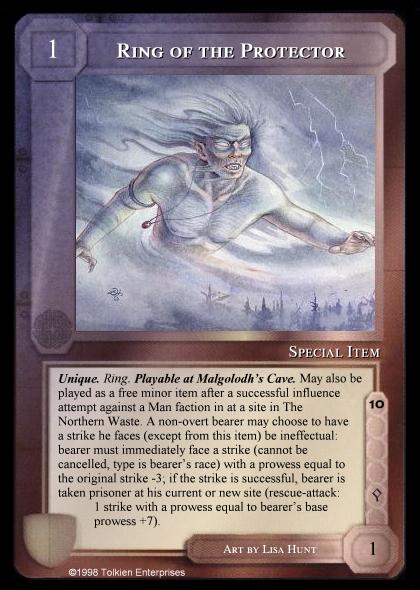 1
RING OF THE PROTECTOR
SPECIAL ITEM
Unique. Ring. Playable at Malgolodh's Cave. May also be
played as a free minor item after a successful influence
attempt against a Man faction in at a site in The
Northern Waste. A non-overt bearer may choose to have
a strike he faces (except from this item) be ineffectual:
bearer must immediately face a strike (cannot be
cancelled, type is bearer's race) with a prowess equal to
the original strike -3; if the strike is successful, bearer is
taken prisoner at his current or new site (rescue-attack:
1 strike with a prowess equal to bearer's base
prowess +7).
10
ART BY LISA HUNT
1
©1998 Tolkien Enterprises